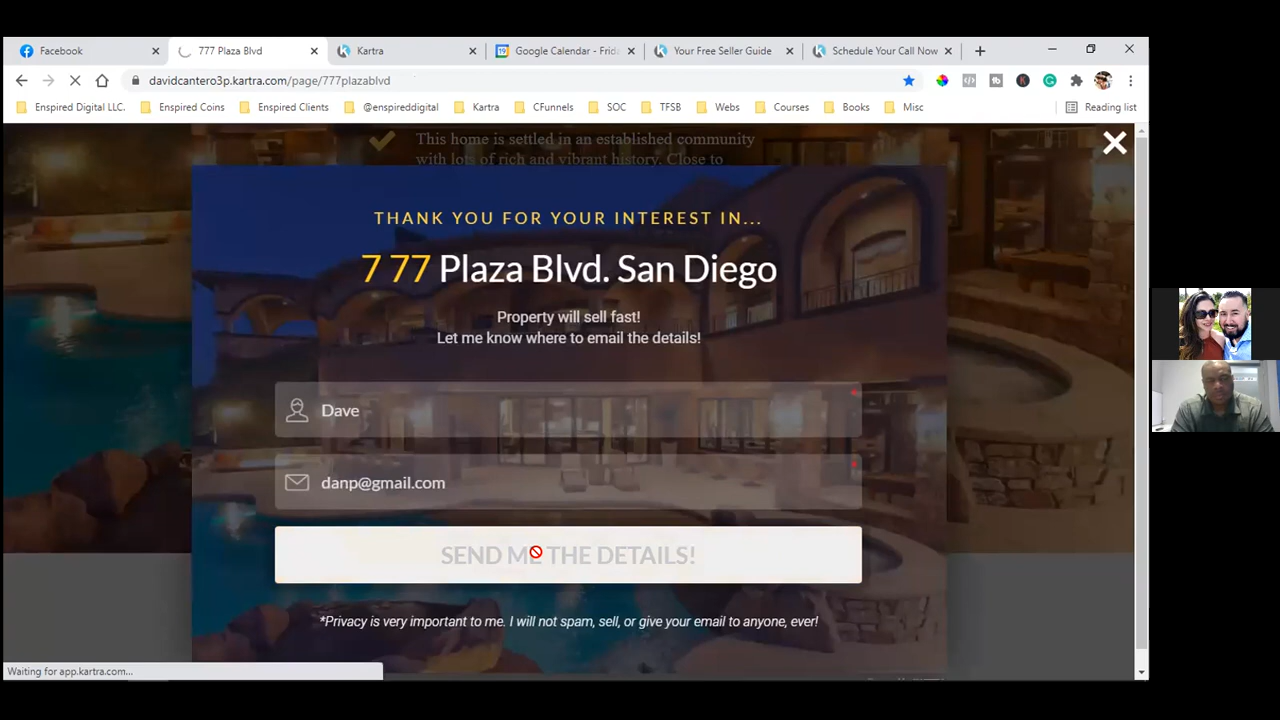 Facebook
777 Plaza Blvd
Kartra
Google Calendar - Frid
Your Free Seller Guide
Schedule Your Call Now
davidcantero3p.kartra.com/page/777plazablvd
Enspired Digital LLC.
Enspired Coins
Enspired Clients
@enspireddigital
Kartra
CFunnels
SOC
TFSB
Webs
Courses
Books
Misc
Reading list
This home is settled in an established community
with lots of rich and vibrant history. Close to
THANK YOU FOR YOUR INTEREST IN...
7 77 Plaza Blvd. San Diego
Property will sell fast!
Let me know where to email the details!
Dave
danp@gmail.com
SEND ME THE DETAILS!
*Privacy is very important to me. I will not spam, sell, or give your email to anyone, ever!
Waiting for app.kartra.com...